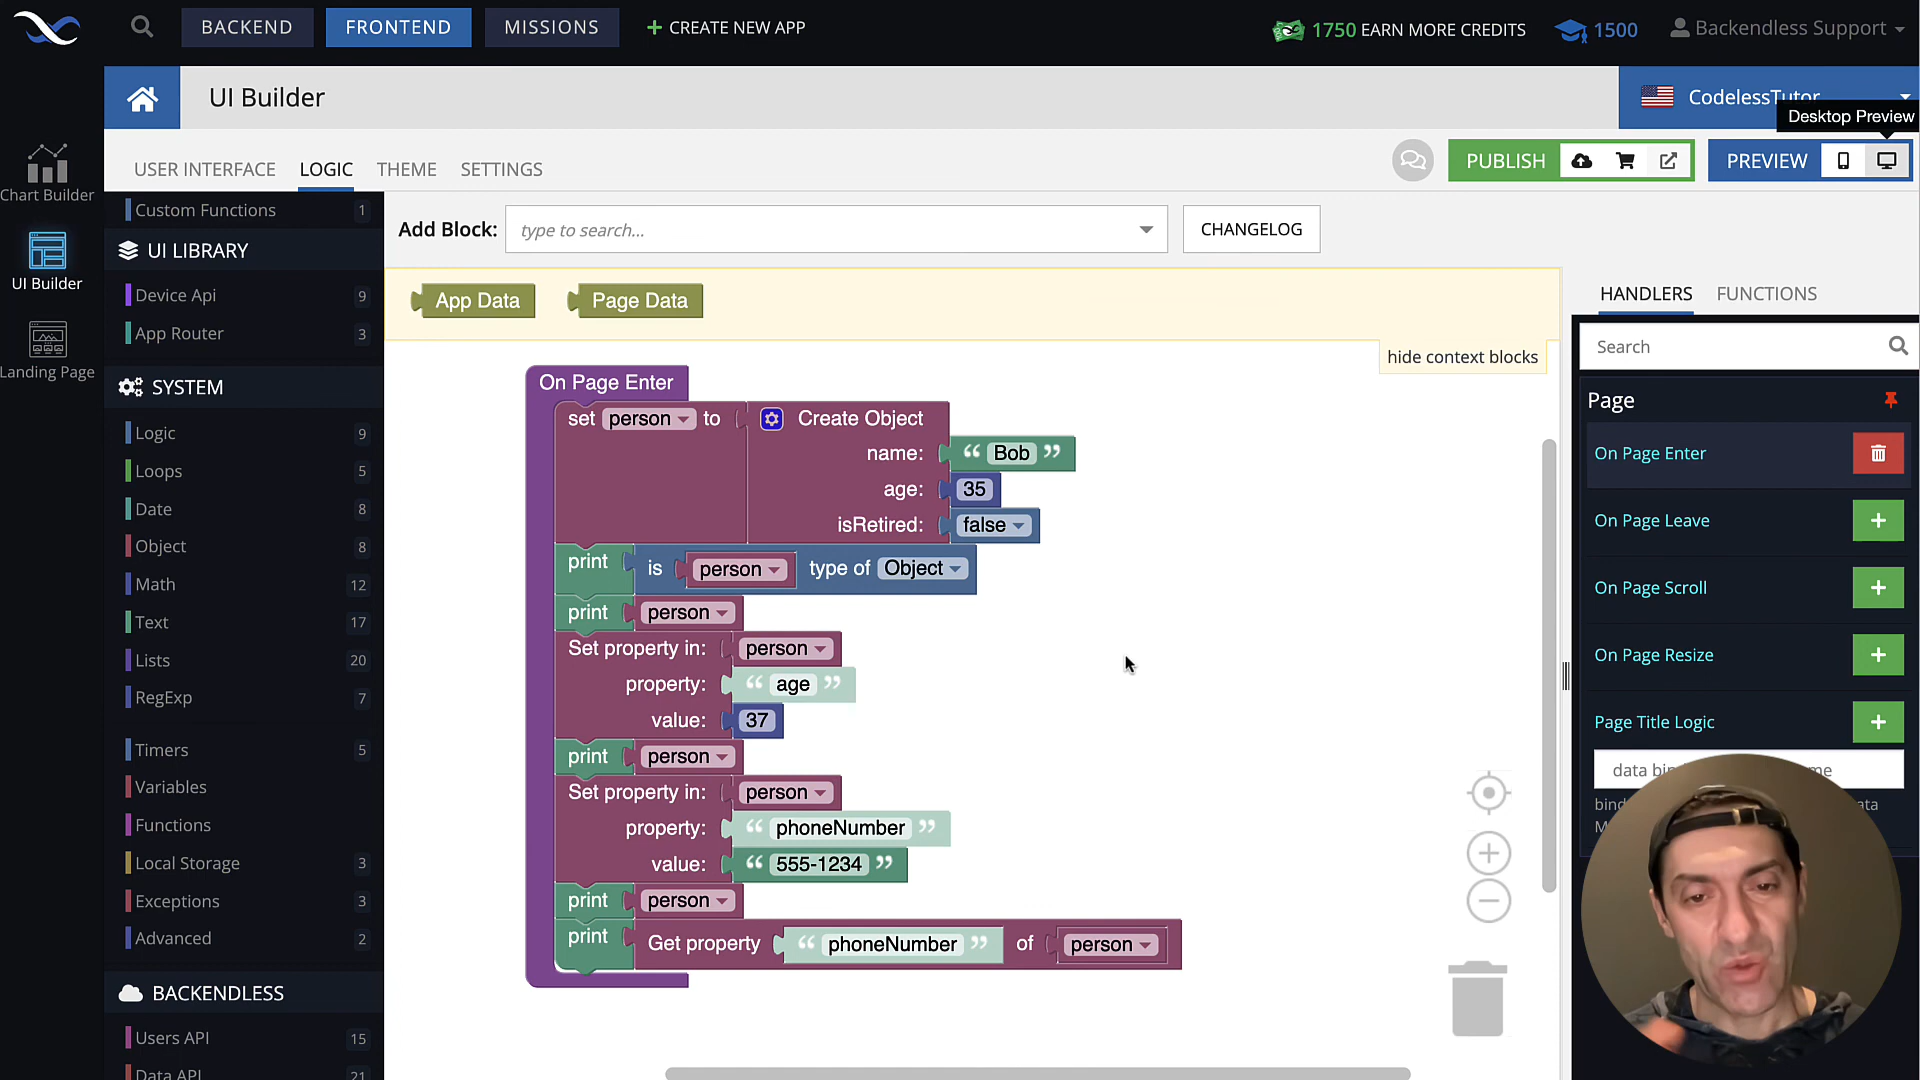 BACKEND
FRONTEND
MISSIONS
+ CREATE NEW APP
1750 EARN MORE CREDITS
1500
Backendless Support
UI Builder
CodelessTutor
Desktop Preview
Chart Builder
UI Builder
Landing Page
USER INTERFACE
LOGIC
THEME
SETTINGS
PUBLISH
PREVIEW
Custom Functions 1
UI LIBRARY
Device Api 9
App Router 3
SYSTEM
Logic 9
Loops 5
Date 8
Object 8
Math 12
Text 17
Lists 20
RegExp 7
Timers 5
Variables
Functions
Local Storage 3
Exceptions 3
Advanced 2
BACKENDLESS
Users API 15
Data API 21
Add Block:
type to search...
CHANGELOG
App Data
Page Data
hide context blocks
On Page Enter
set person to Create Object
name: “ Bob ”
age: 35
isRetired: false
print is person type of Object
print person
Set property in: person
property: “ age ”
value: 37
print person
Set property in: person
property: “ phoneNumber ”
value: “ 555-1234 ”
print person
print Get property “ phoneNumber ” of person
HANDLERS
FUNCTIONS
Search
Page
On Page Enter
On Page Leave
On Page Scroll
On Page Resize
Page Title Logic
data